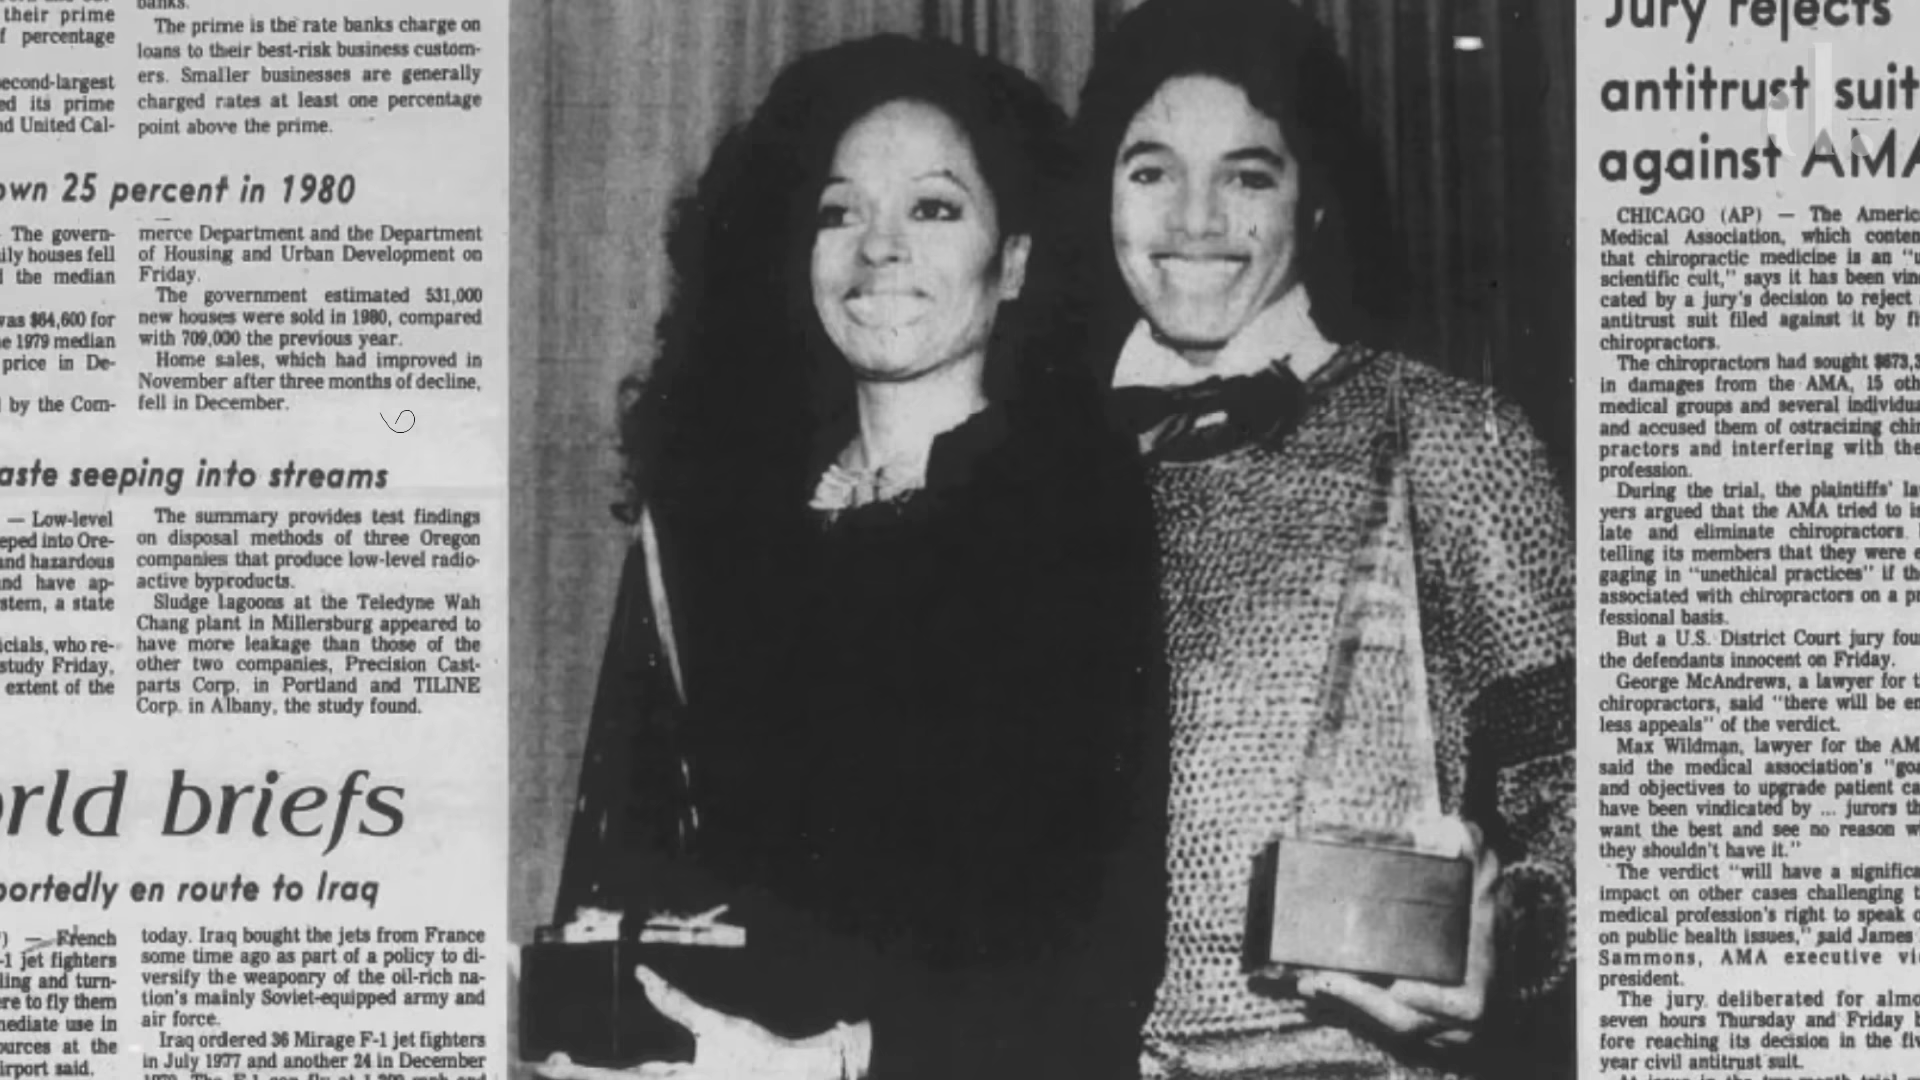 their prime
f percentage
econd-largest
ed its prime
nd United Cal-
banks.
The prime is the rate banks charge on
loans to their best-risk business custom-
ers. Smaller businesses are generally
charged rates at least one percentage
point above the prime.
own 25 percent in 1980
The govern-
ily houses fell
the median
was $64,600 for
e 1979 median
price in De-
by the Com-
merce Department and the Department
of Housing and Urban Development on
Friday.
The government estimated 531,000
new houses were sold in 1980, compared
with 709,000 the previous year.
Home sales, which had improved in
November after three months of decline,
fell in December.
aste seeping into streams
— Low-level
eped into Ore-
and hazardous
nd have ap-
stem, a state
icials, who re-
study Friday,
extent of the
The summary provides test findings
on disposal methods of three Oregon
companies that produce low-level radio-
active byproducts.
Sludge lagoons at the Teledyne Wah
Chang plant in Millersburg appeared to
have more leakage than those of the
other two companies, Precision Cast-
parts Corp. in Portland and TILINE
Corp. in Albany, the study found.
orld briefs
portedly en route to Iraq
) — French
-1 jet fighters
ling and turn-
ere to fly them
mediate use in
ources at the
irport said.
today. Iraq bought the jets from France
some time ago as part of a policy to di-
versify the weaponry of the oil-rich na-
tion's mainly Soviet-equipped army and
air force.
Iraq ordered 36 Mirage F-1 jet fighters
in July 1977 and another 24 in December
Jury rejects
antitrust suit
against AMA
CHICAGO (AP) — The Americ
Medical Association, which conten
that chiropractic medicine is an "u
scientific cult," says it has been vin
cated by a jury's decision to reject
antitrust suit filed against it by fi
chiropractors.
The chiropractors had sought $673,3
in damages from the AMA, 15 oth
medical groups and several individua
and accused them of ostracizing chir
practors and interfering with the
profession.
During the trial, the plaintiffs' la
yers argued that the AMA tried to is
late and eliminate chiropractors
telling its members that they were e
gaging in "unethical practices" if the
associated with chiropractors on a pr
fessional basis.
But a U.S. District Court jury foun
the defendants innocent on Friday.
George McAndrews, a lawyer for t
chiropractors, said "there will be en
less appeals" of the verdict.
Max Wildman, lawyer for the AM
said the medical association's "goa
and objectives to upgrade patient ca
have been vindicated by ... jurors th
want the best and see no reason w
they shouldn't have it."
The verdict "will have a significa
impact on other cases challenging t
medical profession's right to speak o
on public health issues," said James
Sammons, AMA executive vic
president.
The jury deliberated for almo
seven hours Thursday and Friday b
fore reaching its decision in the fiv
year civil antitrust suit.